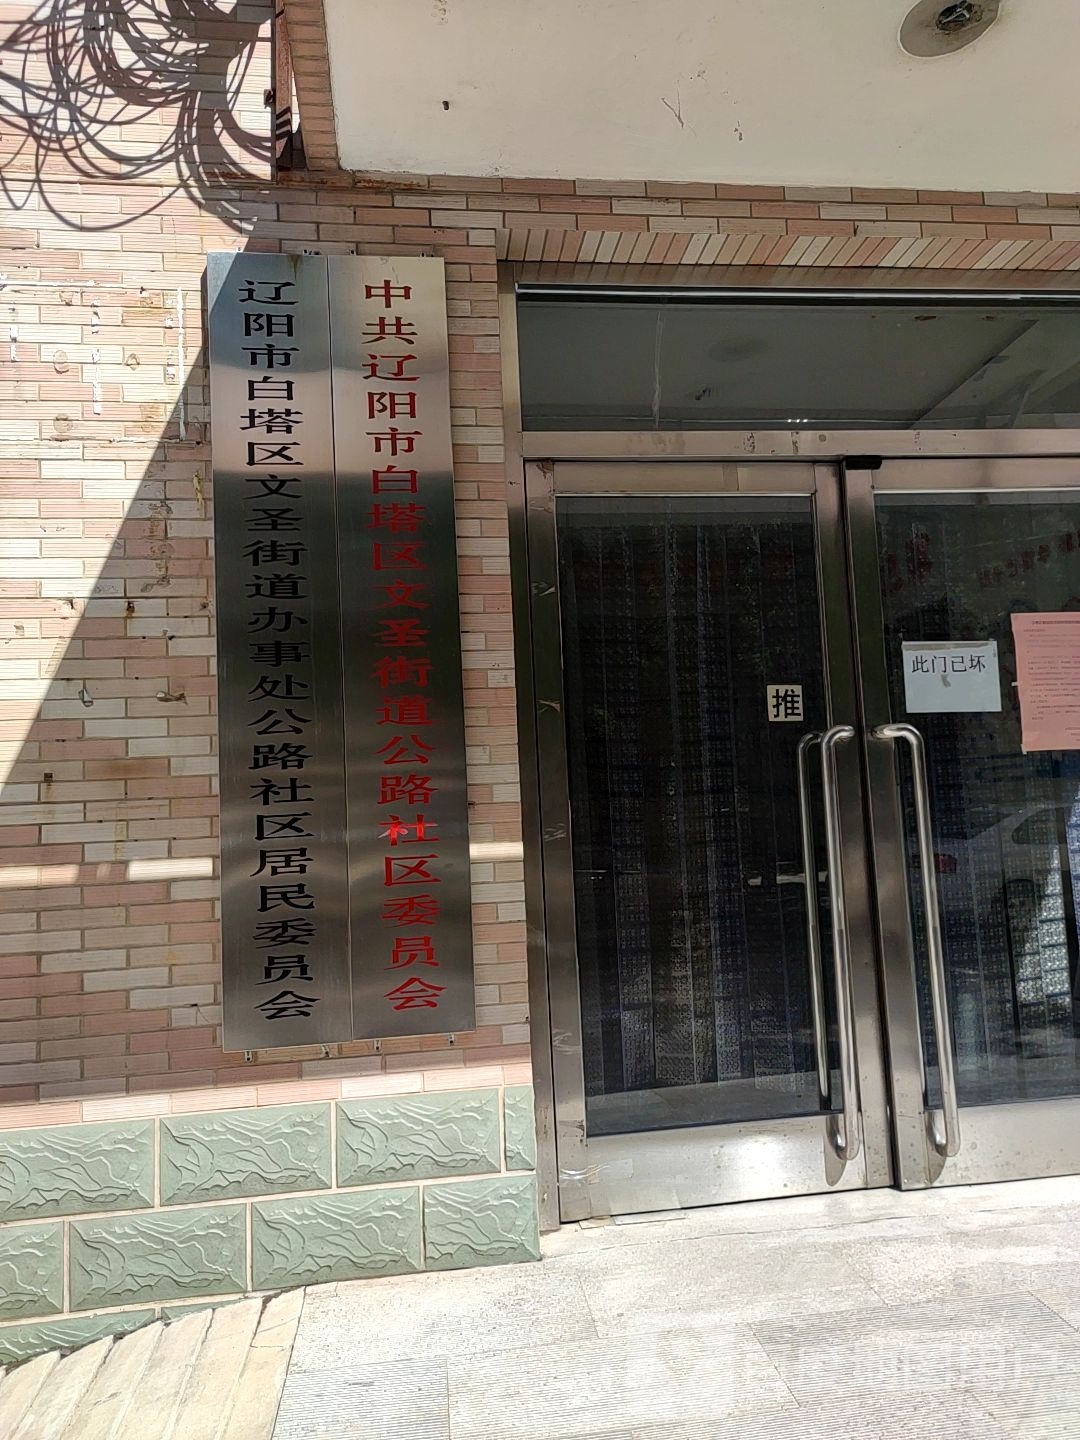 中共辽阳市白塔区文圣街道公路社区委员会
辽阳市白塔区文圣街道办事处公路社区居民委员会
推
此门已坏